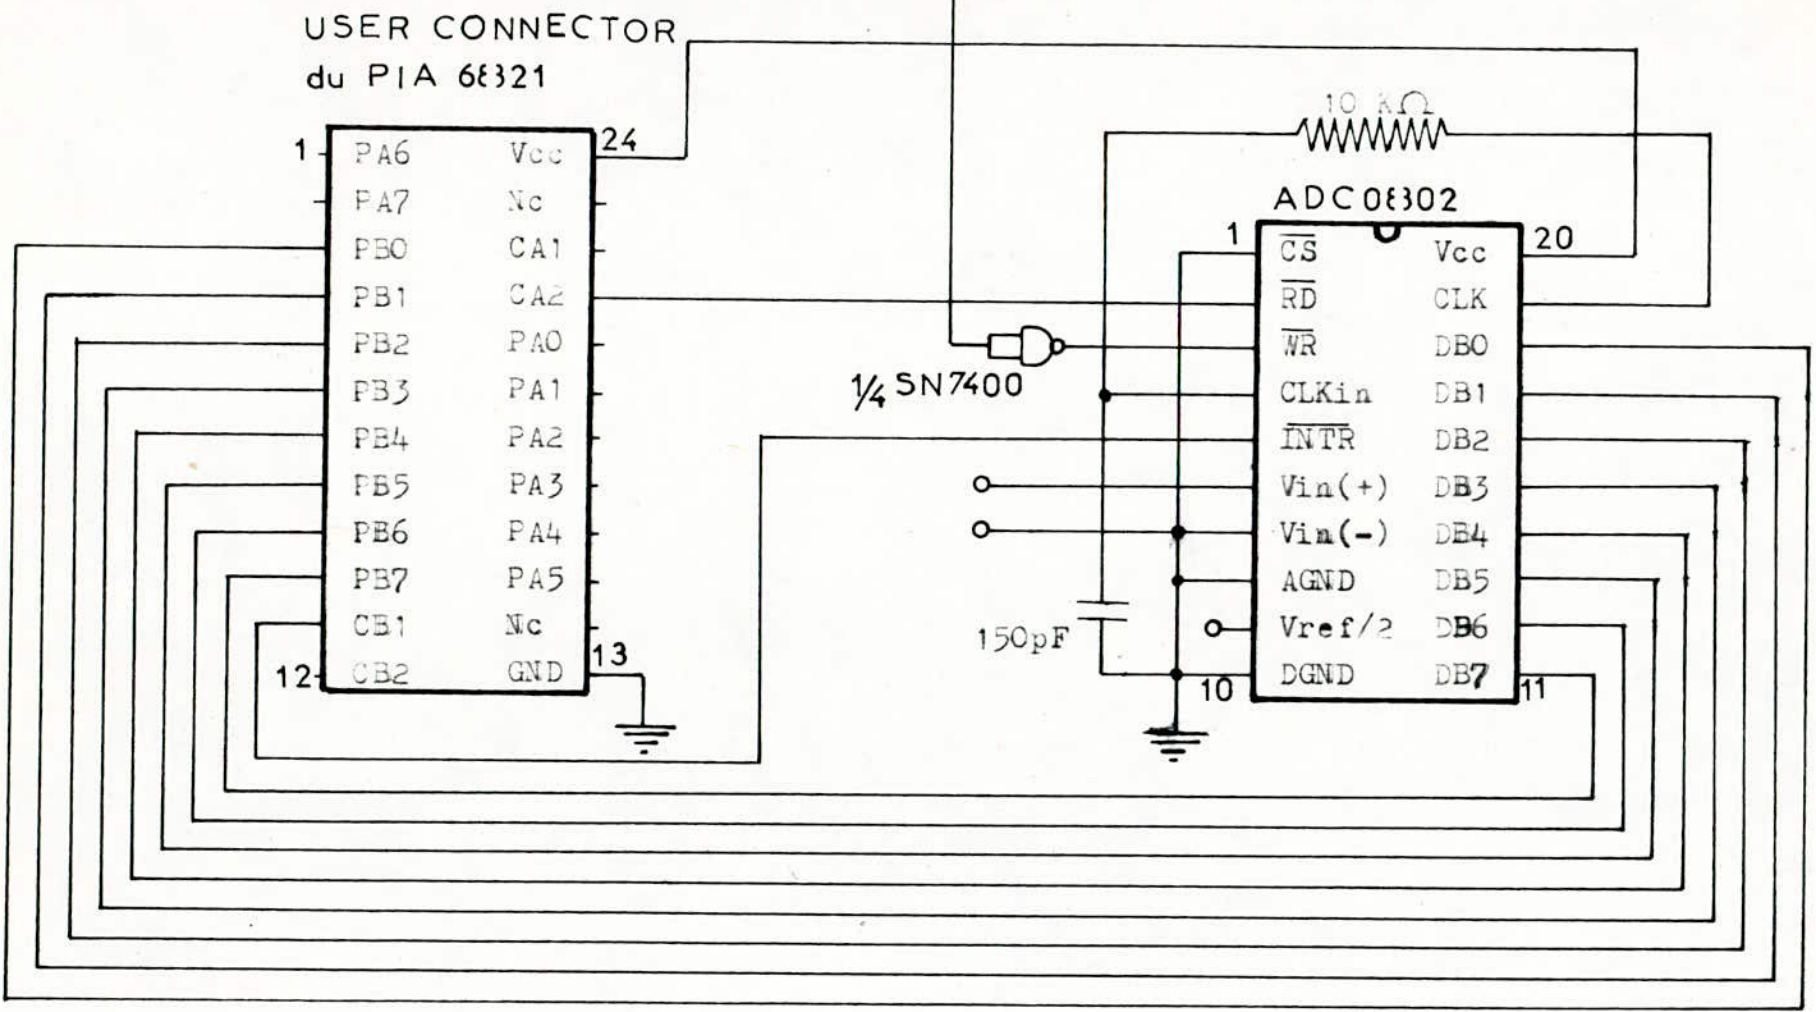 USER CONNECTOR
du PIA 68321
1
24
PA6
Vcc
PA7
Nc
PB0
CA1
PB1
CA2
PB2
PA0
PB3
PA1
PB4
PA2
PB5
PA3
PB6
PA4
PB7
PA5
CB1
Nc
12
CB2
GND
13
1/4 SN7400
150pF
10 KΩ
ADC08302
1
20
CS
Vcc
RD
CLK
WR
DB0
CLKin
DB1
INTR
DB2
Vin(+)
DB3
Vin(-)
DB4
AGND
DB5
Vref/2
DB6
10
DGND
DB7
11